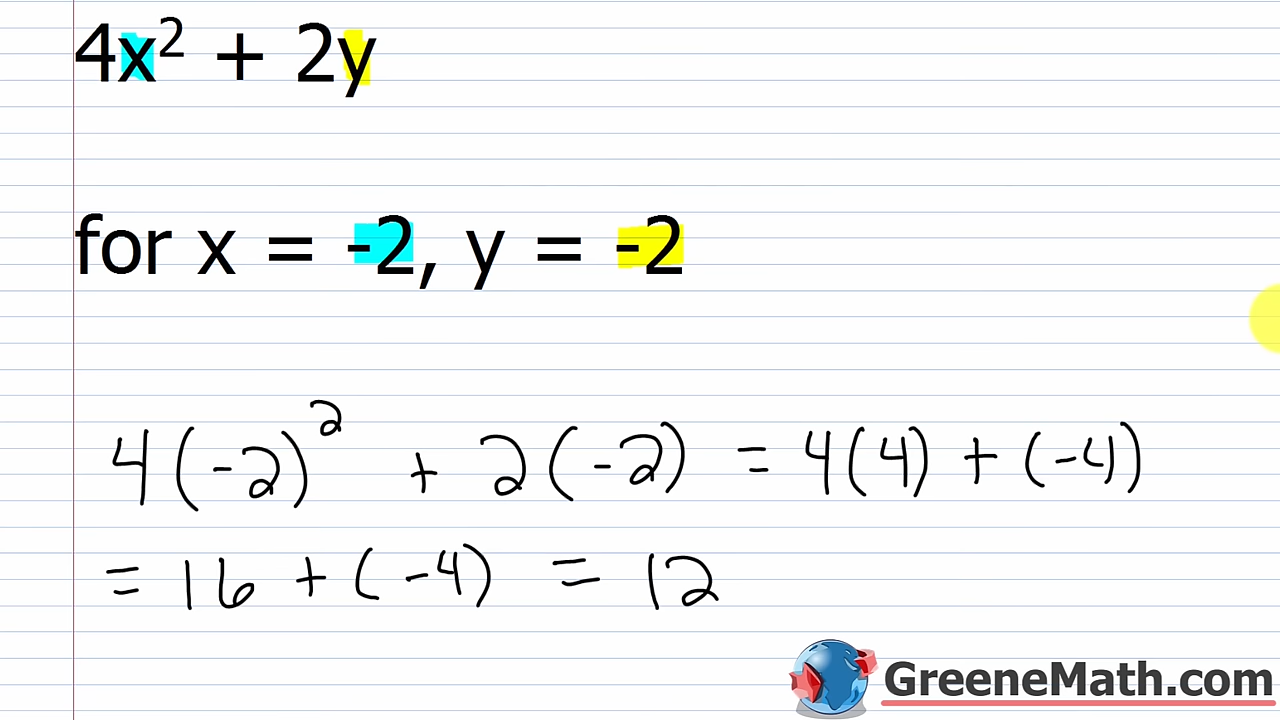 4x² + 2y
for x = -2, y = -2
4(-2)² + 2(-2) = 4(4) + (-4)
= 16 + (-4) = 12
GreeneMath.com